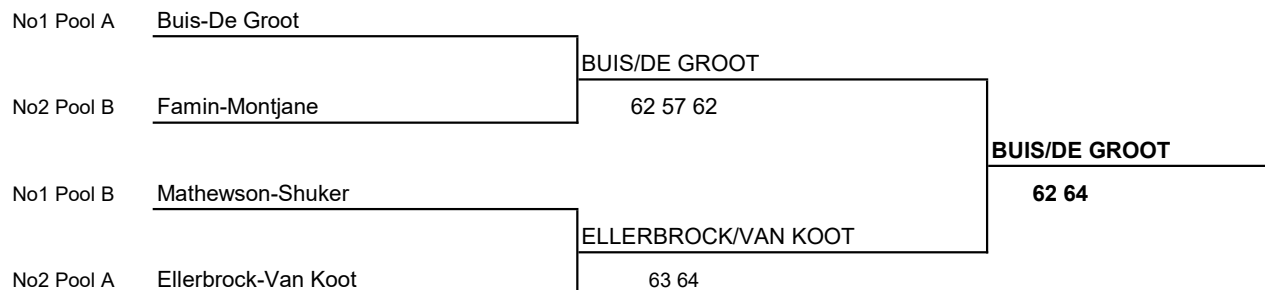 No1 Pool A Buis-De Groot
BUIS/DE GROOT
No2 Pool B Famin-Montjane 62 57 62
BUIS/DE GROOT
No1 Pool B Mathewson-Shuker 62 64
ELLERBROCK/VAN KOOT
No2 Pool A Ellerbrock-Van Koot 63 64